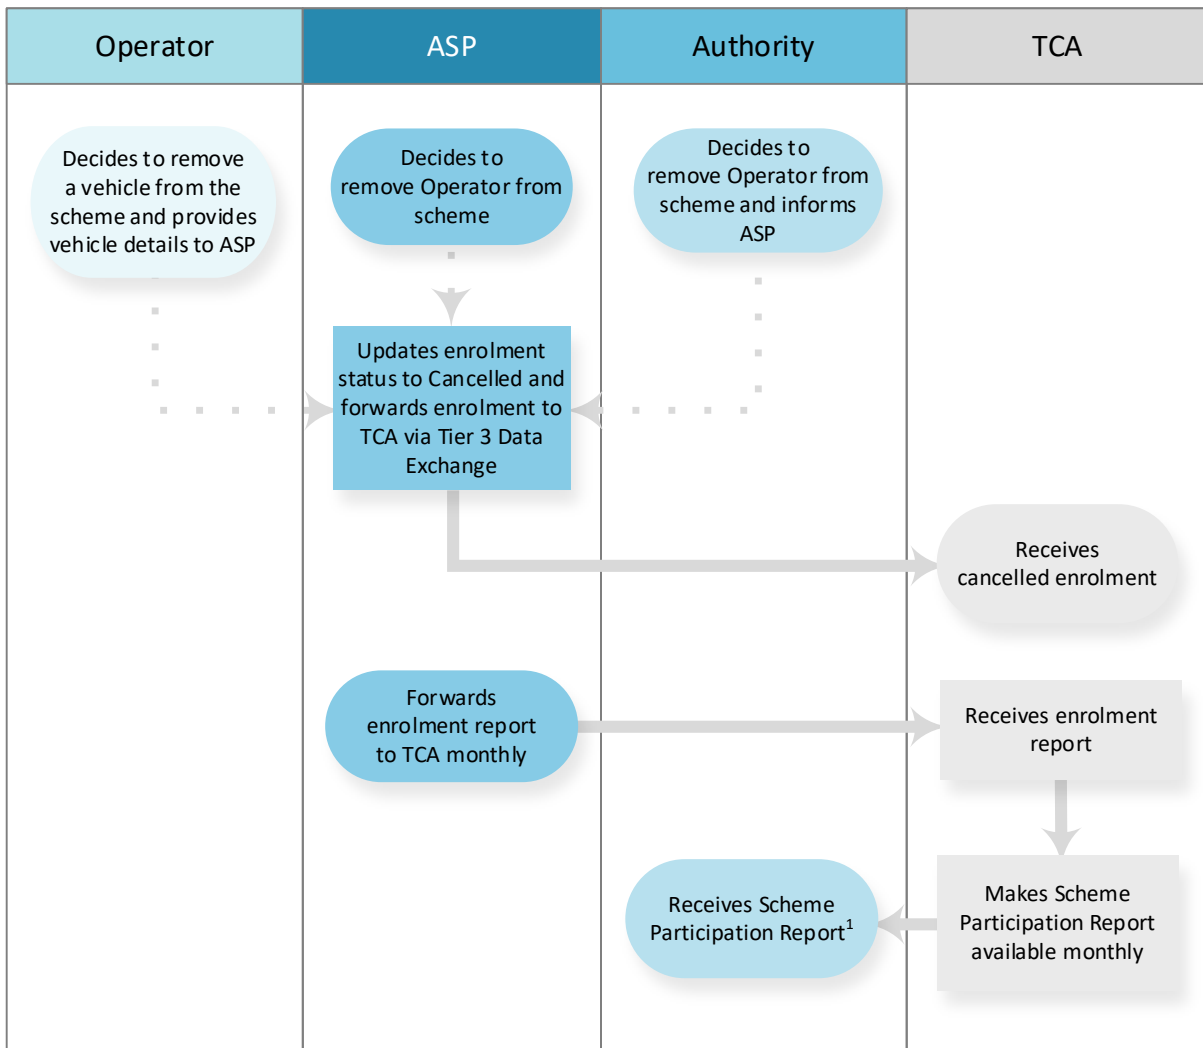 Operator
ASP
Authority
TCA
Decides to remove
a vehicle from the
scheme and provides
vehicle details to ASP
Decides to
remove Operator from
scheme
Decides to
remove Operator from
scheme and informs
ASP
Updates enrolment
status to Cancelled and
forwards enrolment to
TCA via Tier 3 Data
Exchange
Receives
cancelled enrolment
Forwards
enrolment report
to TCA monthly
Receives enrolment
report
Receives Scheme
Participation Report¹
Makes Scheme
Participation Report
available monthly